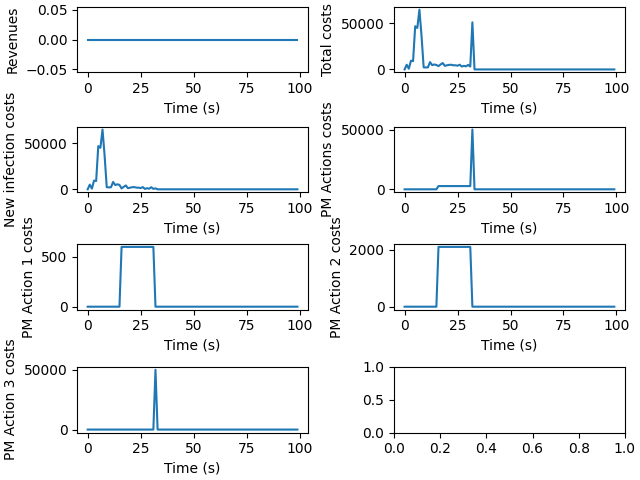 Revenues
0.05
0.00
−0.05
0 25 50 75 100
Time (s)
Total costs
50000
0
0 25 50 75 100
Time (s)
New infection costs
50000
0
0 25 50 75 100
Time (s)
PM Actions costs
50000
0
0 25 50 75 100
Time (s)
PM Action 1 costs
500
0
0 25 50 75 100
Time (s)
PM Action 2 costs
2000
0
0 25 50 75 100
Time (s)
PM Action 3 costs
50000
0
0 25 50 75 100
Time (s)
1.0
0.5
0.0
0.0 0.2 0.4 0.6 0.8 1.0